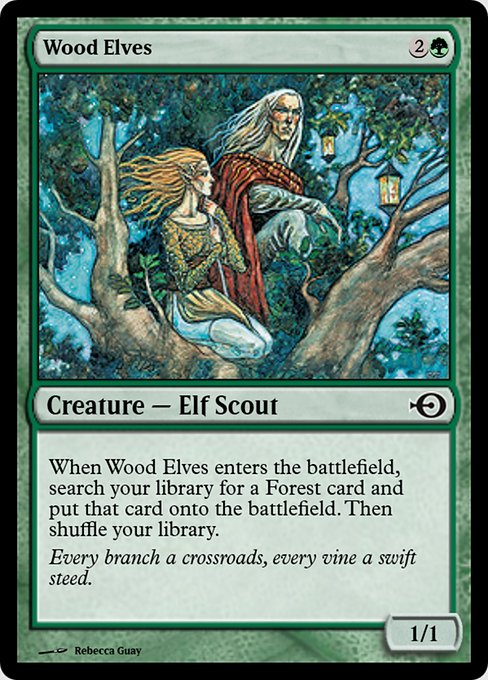 Wood Elves 2
Creature — Elf Scout
When Wood Elves enters the battlefield,
search your library for a Forest card and
put that card onto the battlefield. Then
shuffle your library.
Every branch a crossroads, every vine a swift
steed.
1/1
Rebecca Guay